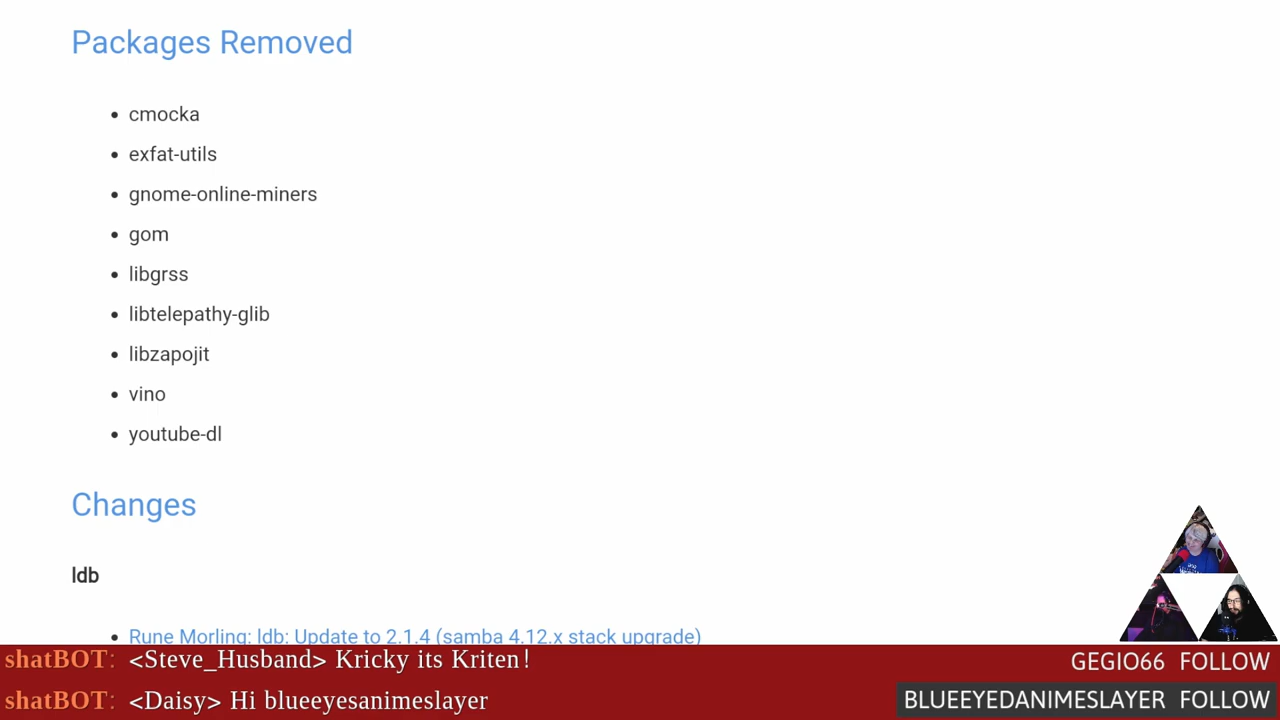 Packages Removed
cmocka
exfat-utils
gnome-online-miners
gom
libgrss
libtelepathy-glib
libzapojit
vino
youtube-dl
Changes
ldb
Rune Morling: ldb: Update to 2.1.4 (samba 4.12.x stack upgrade)
shatBOT: <Steve_Husband> Kricky its Kriten!
GEGIO66 FOLLOW
shatBOT: <Daisy> Hi blueeyesanimeslayer
BLUEEYEDANIMESLAYER FOLLOW